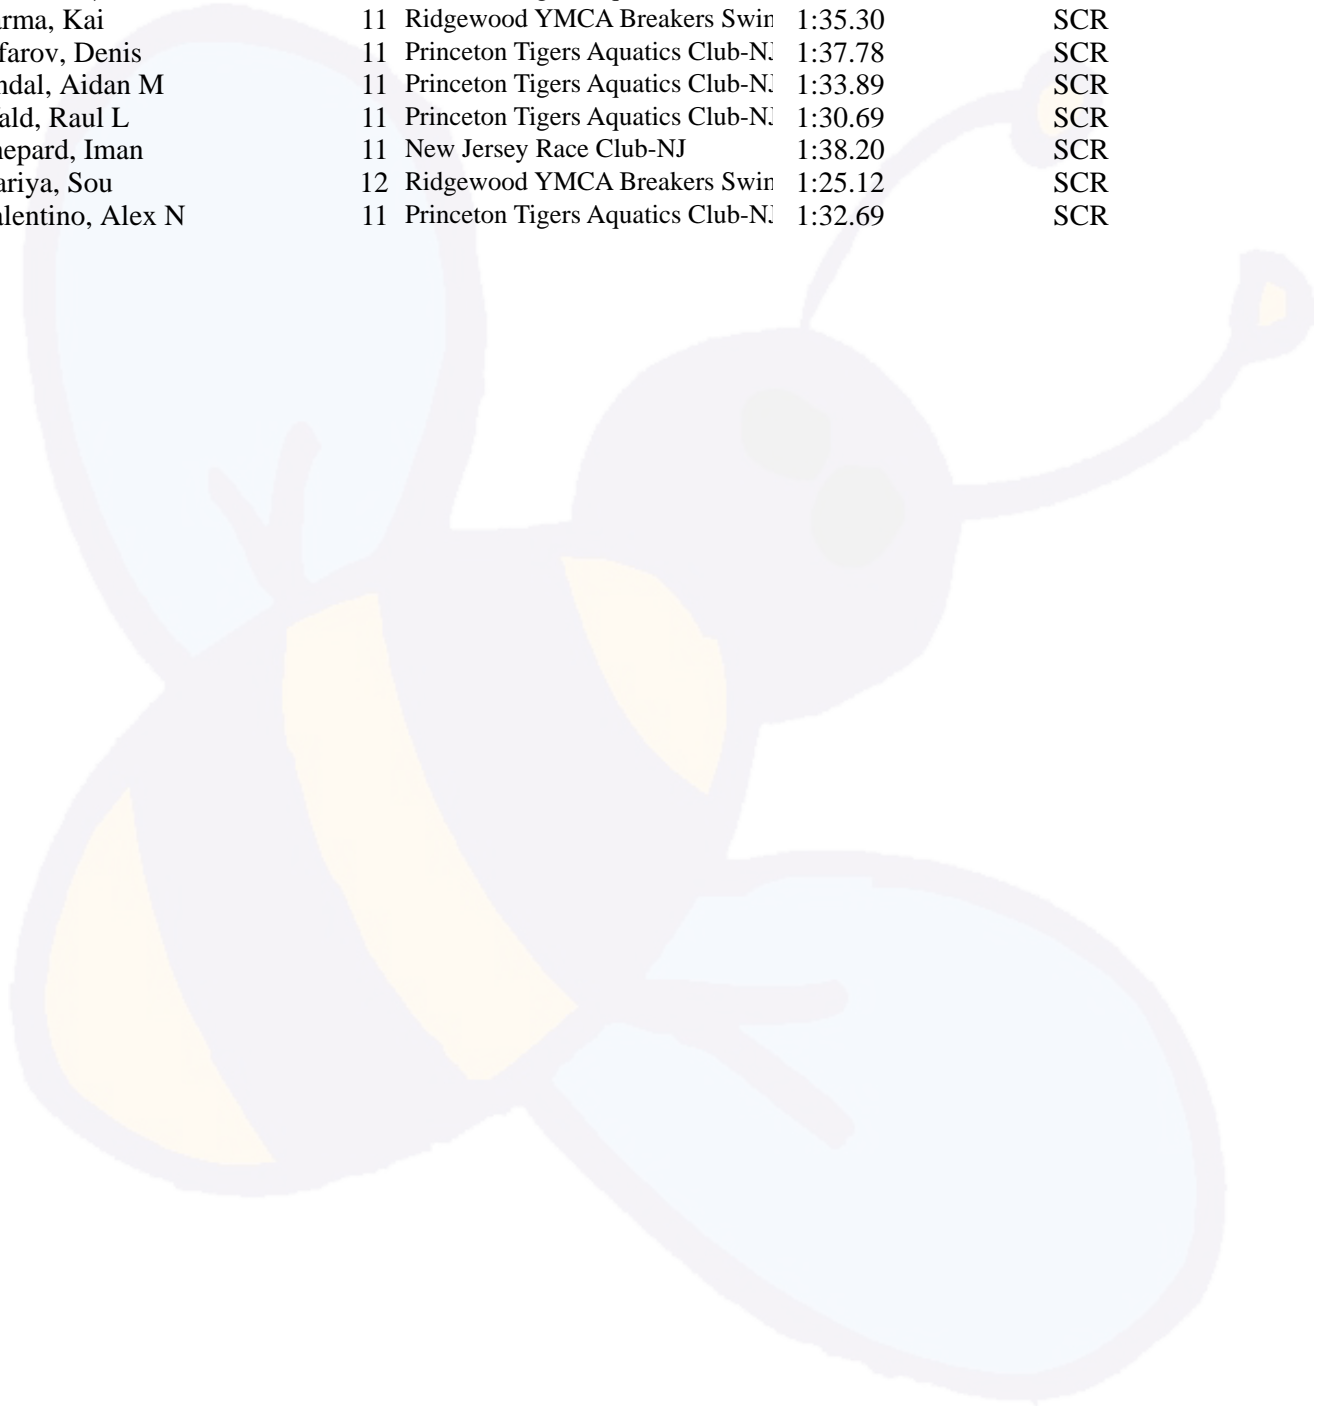 arma, Kai 11 Ridgewood YMCA Breakers Swin 1:35.30 SCR
farov, Denis 11 Princeton Tigers Aquatics Club-NJ 1:37.78 SCR
ndal, Aidan M 11 Princeton Tigers Aquatics Club-NJ 1:33.89 SCR
ald, Raul L 11 Princeton Tigers Aquatics Club-NJ 1:30.69 SCR
hepard, Iman 11 New Jersey Race Club-NJ 1:38.20 SCR
ariya, Sou 12 Ridgewood YMCA Breakers Swin 1:25.12 SCR
alentino, Alex N 11 Princeton Tigers Aquatics Club-NJ 1:32.69 SCR